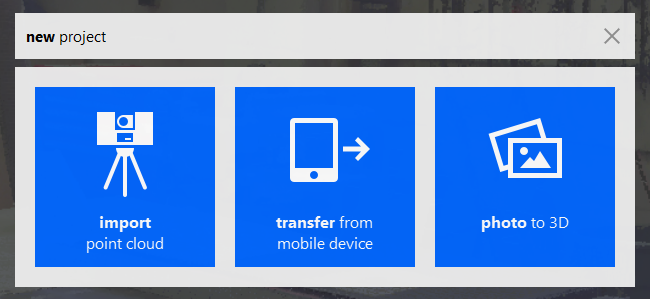 new project
import
point cloud
transfer from
mobile device
photo to 3D